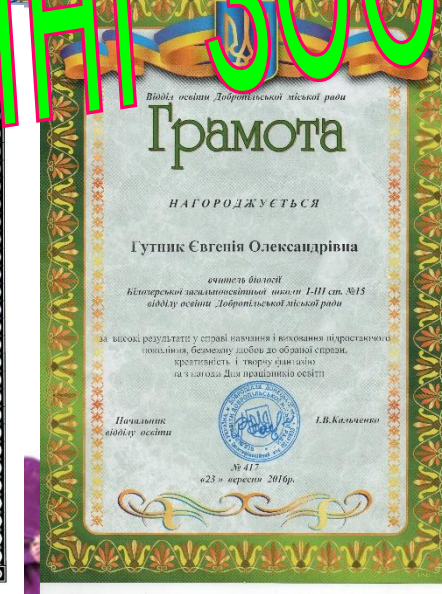 Відділ освіти Добропільської міської ради
Грамота
НАГОРОДЖУЄТЬСЯ
Гутник Євгенія Олександрівна
вчитель біології
Білозерської загальноосвітньої школи І-ІІІ ст. №15
відділу освіти Добропільської міської ради
за високі результати у справі навчання і виховання підростаючого
покоління, безмежну любов до обраної справи,
креативність і творчу фантазію
та з нагоди Дня працівників освіти
Начальник
відділу освіти
І.В.Кальченко
№ 417
«23 » вересня 2016р.